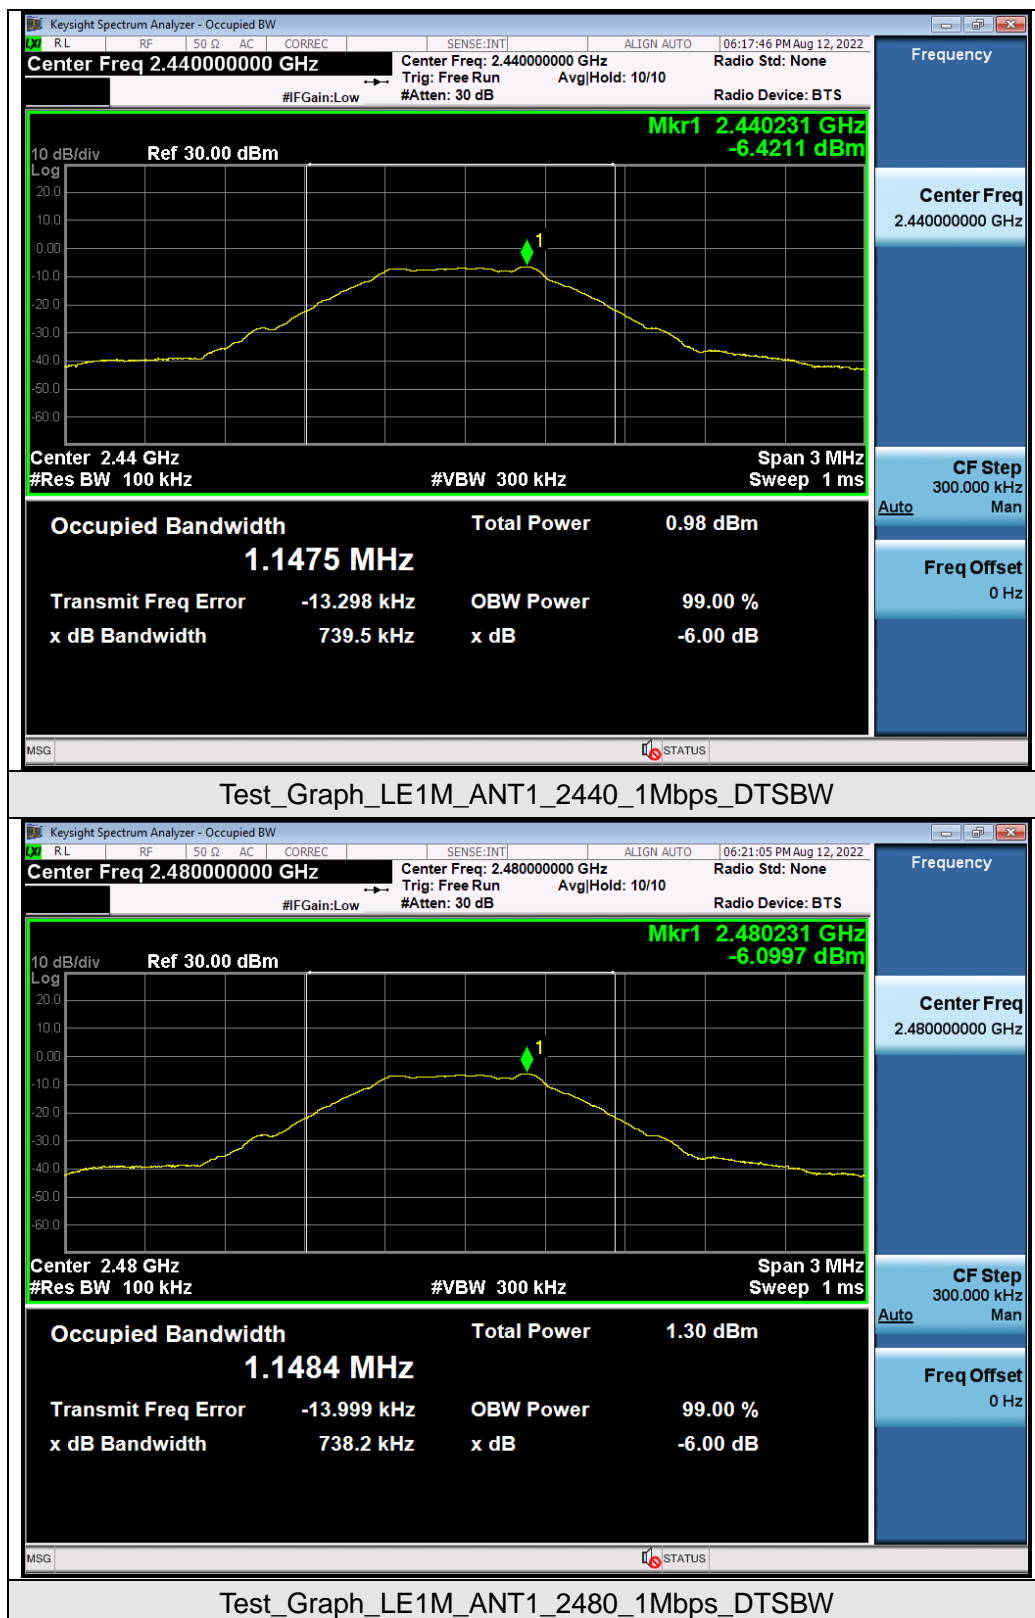 Keysight Spectrum Analyzer - Occupied BW
LXI RL RF 50 Ω AC CORREC SENSE:INT ALIGN AUTO 06:17:46 PM Aug 12, 2022
Center Freq 2.440000000 GHz
Center Freq: 2.440000000 GHz Radio Std: None
Trig: Free Run Avg|Hold: 10/10
#IFGain:Low #Atten: 30 dB Radio Device: BTS
Frequency
Mkr1 2.440231 GHz
-6.4211 dBm
10 dB/div Ref 30.00 dBm
Log
20.0
10.0
0.00
-10.0
-20.0
-30.0
-40.0
-50.0
-60.0
1
Center Freq
2.440000000 GHz
Center 2.44 GHz Span 3 MHz
#Res BW 100 kHz #VBW 300 kHz Sweep 1 ms
CF Step
300.000 kHz
Auto Man
Occupied Bandwidth Total Power 0.98 dBm
1.1475 MHz
Transmit Freq Error -13.298 kHz OBW Power 99.00 %
x dB Bandwidth 739.5 kHz x dB -6.00 dB
Freq Offset
0 Hz
MSG STATUS
Test_Graph_LE1M_ANT1_2440_1Mbps_DTSBW
Keysight Spectrum Analyzer - Occupied BW
LXI RL RF 50 Ω AC CORREC SENSE:INT ALIGN AUTO 06:21:05 PM Aug 12, 2022
Center Freq 2.480000000 GHz
Center Freq: 2.480000000 GHz Radio Std: None
Trig: Free Run Avg|Hold: 10/10
#IFGain:Low #Atten: 30 dB Radio Device: BTS
Frequency
Mkr1 2.480231 GHz
-6.0997 dBm
10 dB/div Ref 30.00 dBm
Log
20.0
10.0
0.00
-10.0
-20.0
-30.0
-40.0
-50.0
-60.0
1
Center Freq
2.480000000 GHz
Center 2.48 GHz Span 3 MHz
#Res BW 100 kHz #VBW 300 kHz Sweep 1 ms
CF Step
300.000 kHz
Auto Man
Occupied Bandwidth Total Power 1.30 dBm
1.1484 MHz
Transmit Freq Error -13.999 kHz OBW Power 99.00 %
x dB Bandwidth 738.2 kHz x dB -6.00 dB
Freq Offset
0 Hz
MSG STATUS
Test_Graph_LE1M_ANT1_2480_1Mbps_DTSBW